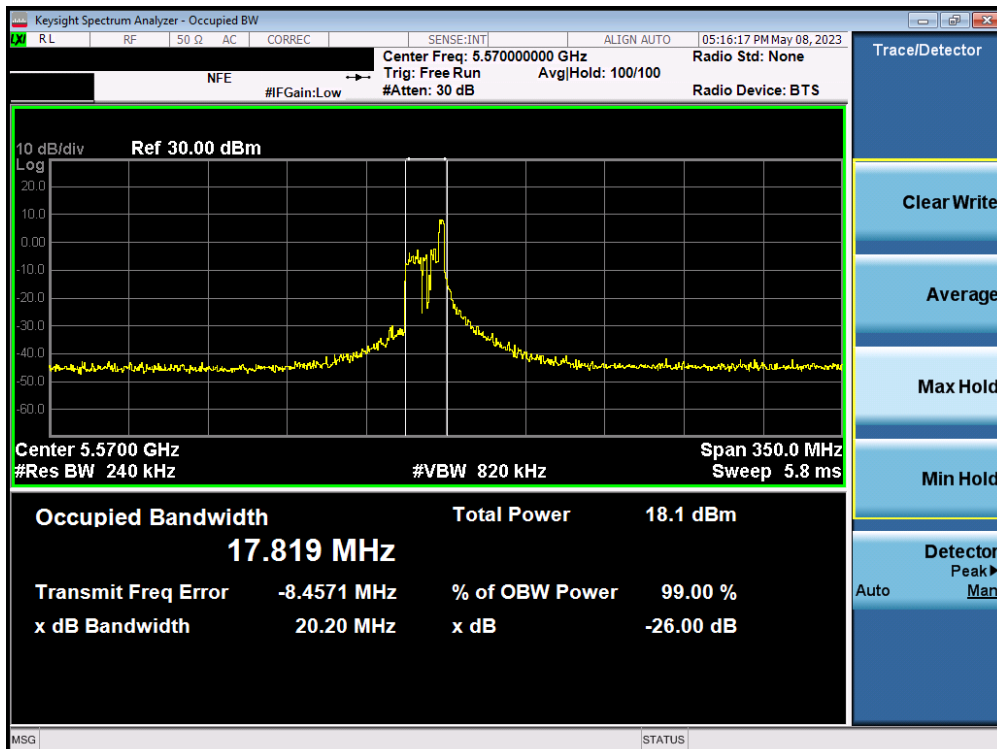 Keysight Spectrum Analyzer - Occupied BW
LXI RL RF 50 Ω AC CORREC SENSE:INT ALIGN AUTO 05:16:17 PM May 08, 2023
Center Freq: 5.570000000 GHz Radio Std: None
NFE Trig: Free Run Avg|Hold: 100/100
#IFGain:Low #Atten: 30 dB Radio Device: BTS
10 dB/div Ref 30.00 dBm
Log
20.0
10.0
0.00
-10.0
-20.0
-30.0
-40.0
-50.0
-60.0
Center 5.5700 GHz Span 350.0 MHz
#Res BW 240 kHz #VBW 820 kHz Sweep 5.8 ms
Occupied Bandwidth Total Power 18.1 dBm
17.819 MHz
Transmit Freq Error -8.4571 MHz % of OBW Power 99.00 %
x dB Bandwidth 20.20 MHz x dB -26.00 dB
MSG STATUS
Trace/Detector
Clear Write
Average
Max Hold
Min Hold
Detector
Peak▶
Auto Man